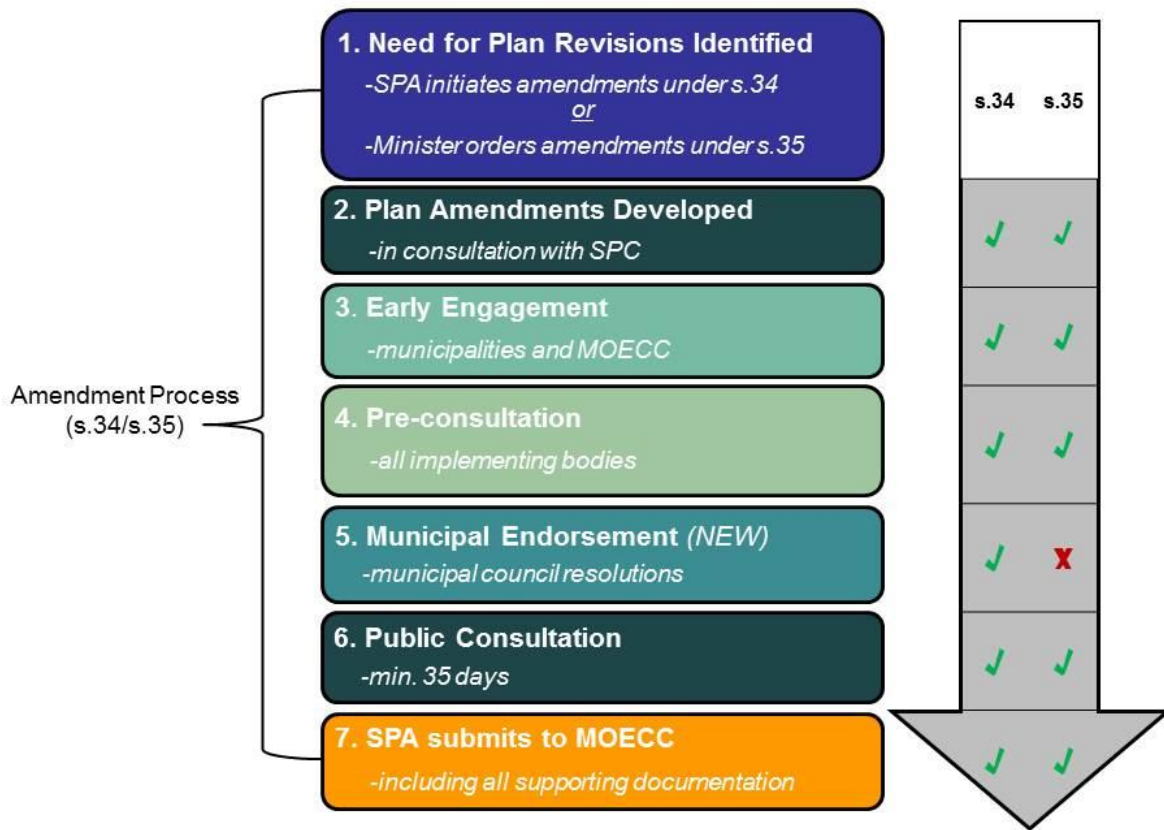 1. Need for Plan Revisions Identified
-SPA initiates amendments under s.34
or
-Minister orders amendments under s.35
s.34 s.35
2. Plan Amendments Developed
-in consultation with SPC
✓ ✓
3. Early Engagement
-municipalities and MOECC
✓ ✓
Amendment Process
(s.34/s.35)
4. Pre-consultation
-all implementing bodies
✓ ✓
5. Municipal Endorsement (NEW)
-municipal council resolutions
✓ X
6. Public Consultation
-min. 35 days
✓ ✓
7. SPA submits to MOECC
-including all supporting documentation
✓ ✓